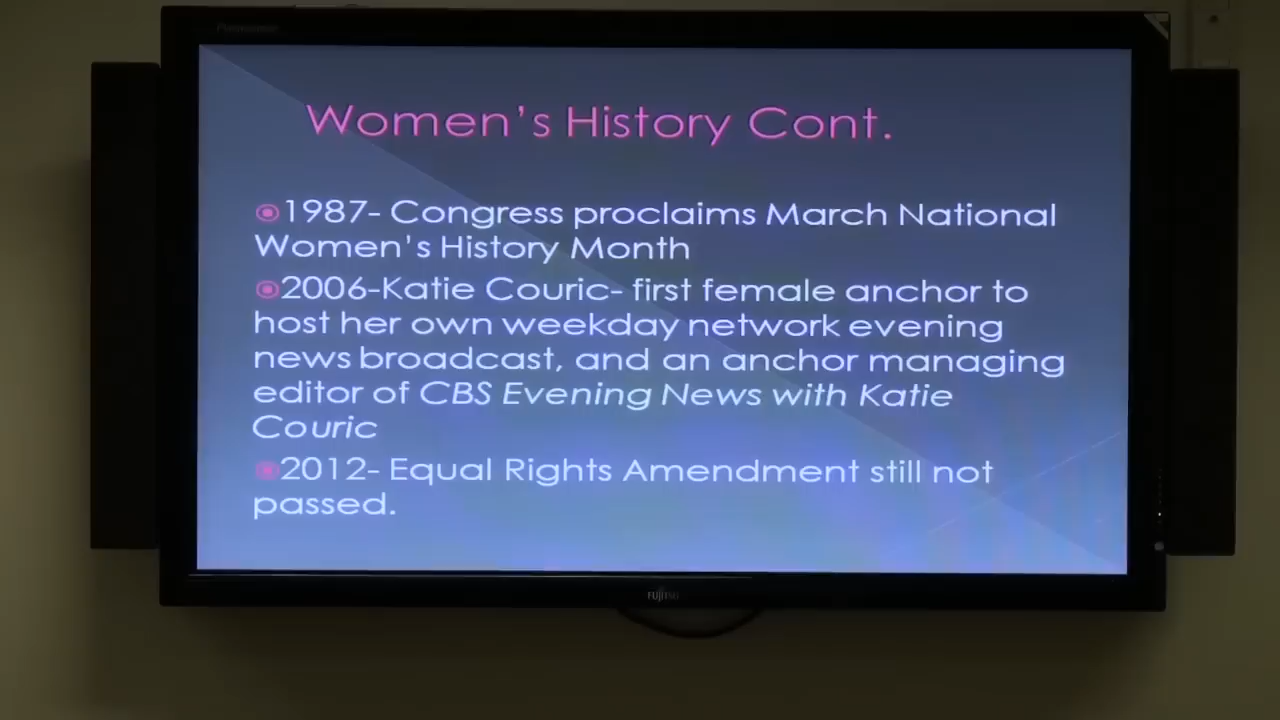 Women's History Cont.
1987- Congress proclaims March National
Women's History Month
2006-Katie Couric- first female anchor to
host her own weekday network evening
news broadcast, and an anchor managing
editor of CBS Evening News with Katie
Couric
2012- Equal Rights Amendment still not
passed.
FUJITSU